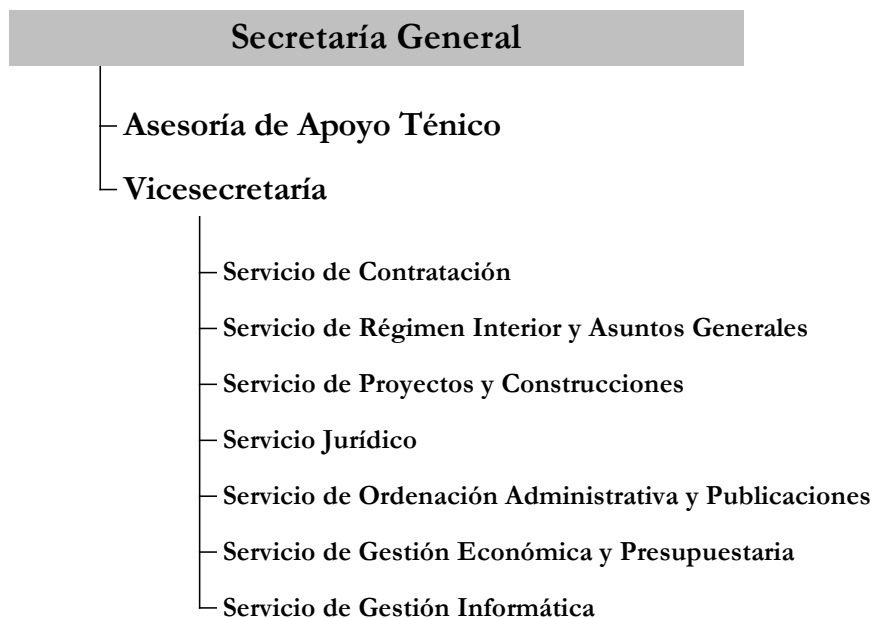 Secretaría General
Asesoría de Apoyo Ténico
Vicesecretaría
Servicio de Contratación
Servicio de Régimen Interior y Asuntos Generales
Servicio de Proyectos y Construcciones
Servicio Jurídico
Servicio de Ordenación Administrativa y Publicaciones
Servicio de Gestión Económica y Presupuestaria
Servicio de Gestión Informática